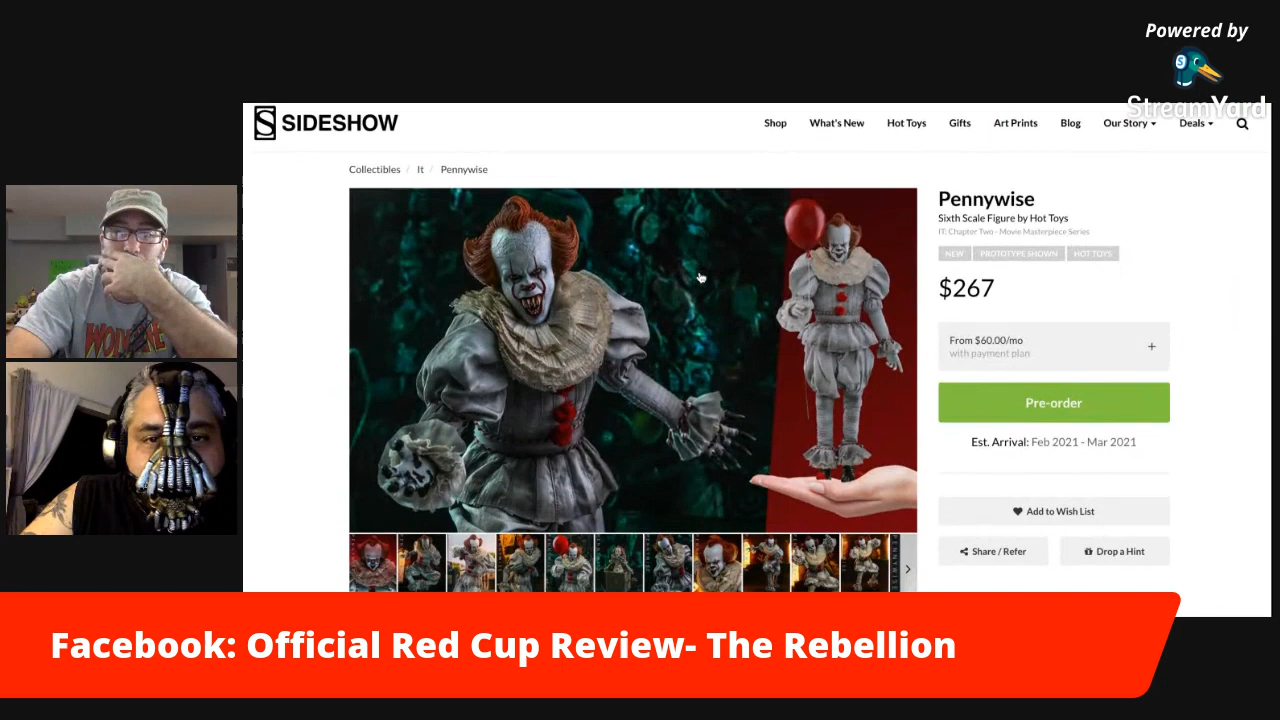 Powered by
StreamYard
SIDESHOW
Shop What's New Hot Toys Gifts Art Prints Blog Our Story Deals
Collectibles / It / Pennywise
Pennywise
Sixth Scale Figure by Hot Toys
IT: Chapter Two - Movie Masterpiece Series
NEW PROTOTYPE SHOWN HOT TOYS
$267
From $60.00/mo +
with payment plan
Pre-order
Est. Arrival: Feb 2021 - Mar 2021
Add to Wish List
Share / Refer Drop a Hint
Facebook: Official Red Cup Review- The Rebellion